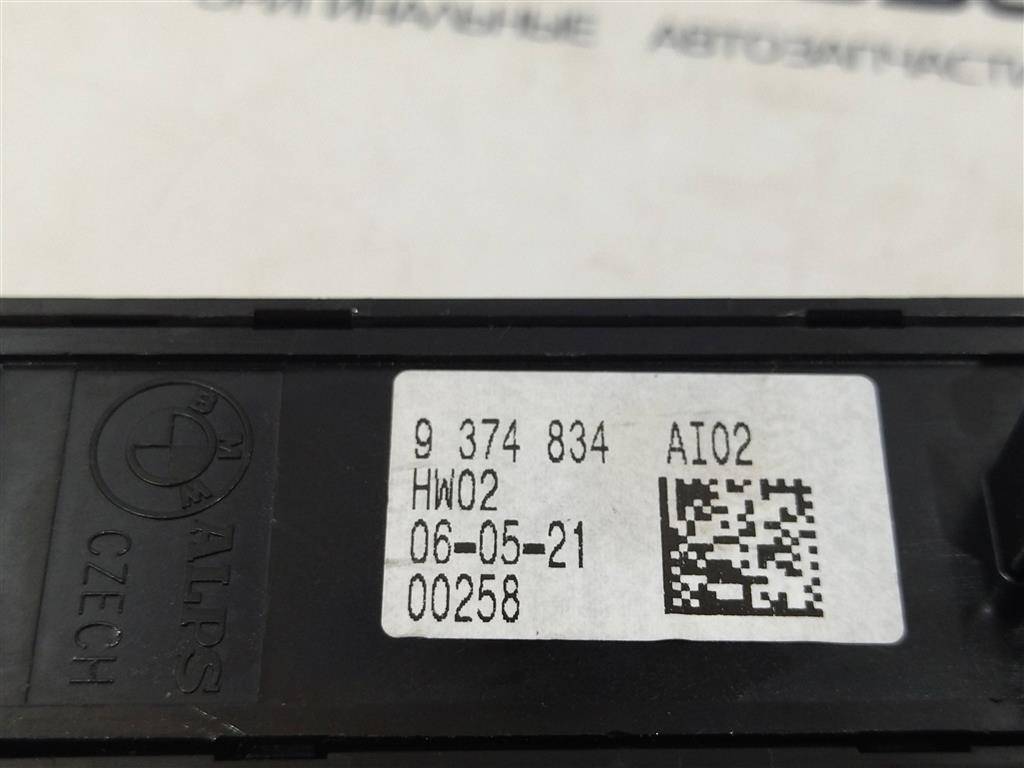 ОРИГИНАЛЬНЫЕ АВТОЗАПЧАСТИ
9 374 834 AI02
HW02
06-05-21
00258
BMW
ALPS
CZECH